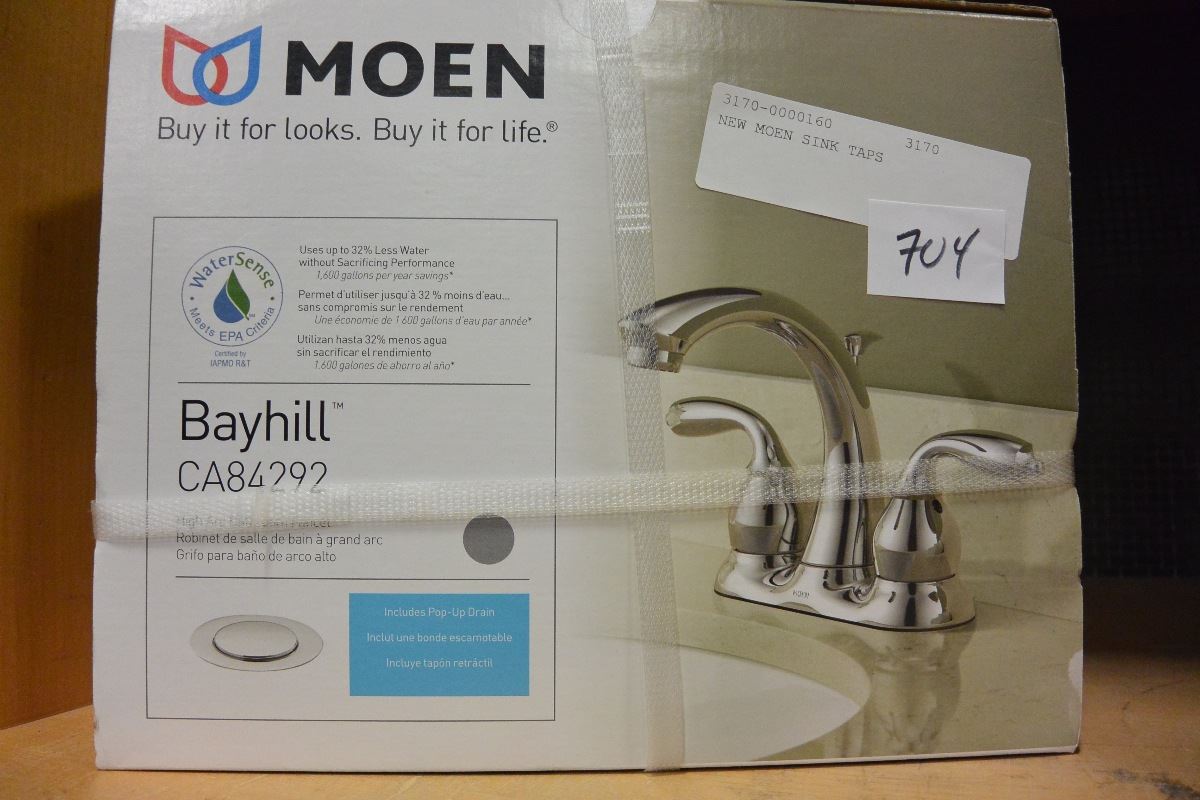 MOEN
Buy it for looks. Buy it for life.®
3170-0000160 3170
NEW MOEN SINK TAPS
704
WaterSense
Meets EPA Criteria
Certified by
IAPMO R&T
Uses up to 32% Less Water
without Sacrificing Performance
1,600 gallons per year savings*
Permet d'utiliser jusqu'à 32 % moins d'eau...
sans compromis sur le rendement
Une économie de 1 600 gallons d'eau par année*
Utilizan hasta 32% menos agua
sin sacrificar el rendimiento
1.600 galones de ahorro al año*
Bayhill™
CA84292
High Arc
Robinet de salle de bain à grand arc
Grifo para baño de arco alto
Includes Pop-Up Drain
Inclut une bonde escamotable
Incluye tapón retráctil
MOEN